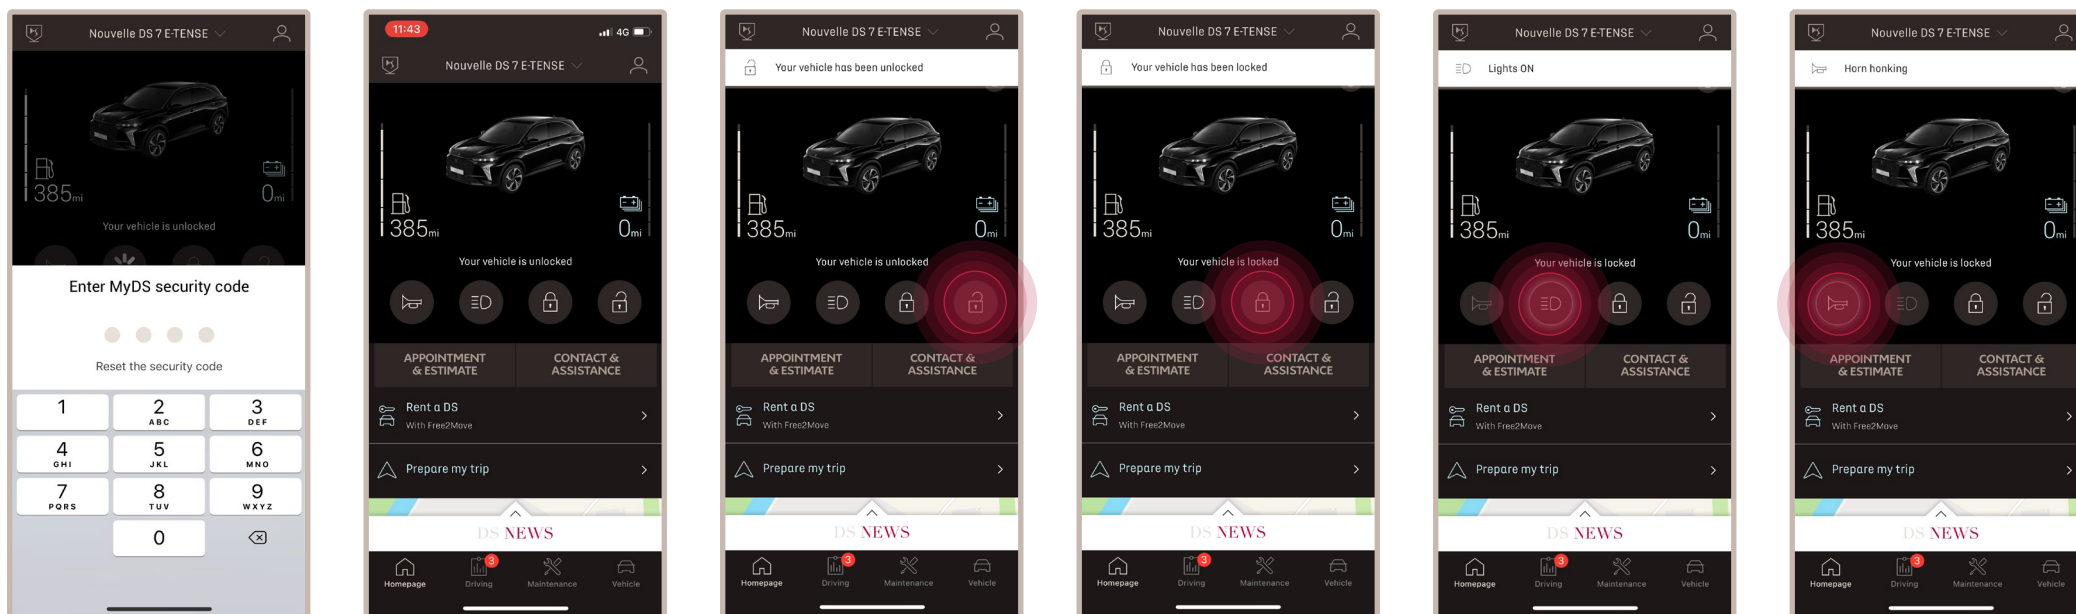 Nouvelle DS 7 E-TENSE
385mi
0mi
Your vehicle is unlocked
Enter MyDS security code
Reset the security code
1
2
ABC
3
DEF
4
GHI
5
JKL
6
MNO
7
PQRS
8
TUV
9
WXYZ
0
11:43
4G
Nouvelle DS 7 E-TENSE
385mi
0mi
Your vehicle is unlocked
APPOINTMENT
& ESTIMATE
CONTACT &
ASSISTANCE
Rent a DS
With Free2Move
Prepare my trip
DS NEWS
3
Homepage
Driving
Maintenance
Vehicle
Nouvelle DS 7 E-TENSE
Your vehicle has been unlocked
385mi
0mi
Your vehicle is unlocked
APPOINTMENT
& ESTIMATE
CONTACT &
ASSISTANCE
Rent a DS
With Free2Move
Prepare my trip
DS NEWS
3
Homepage
Driving
Maintenance
Vehicle
Nouvelle DS 7 E-TENSE
Your vehicle has been locked
385mi
0mi
Your vehicle is locked
APPOINTMENT
& ESTIMATE
CONTACT &
ASSISTANCE
Rent a DS
With Free2Move
Prepare my trip
DS NEWS
3
Homepage
Driving
Maintenance
Vehicle
Nouvelle DS 7 E-TENSE
Lights ON
385mi
0mi
Your vehicle is locked
APPOINTMENT
& ESTIMATE
CONTACT &
ASSISTANCE
Rent a DS
With Free2Move
Prepare my trip
DS NEWS
3
Homepage
Driving
Maintenance
Vehicle
Nouvelle DS 7 E-TENSE
Horn honking
385mi
0mi
Your vehicle is locked
APPOINTMENT
& ESTIMATE
CONTACT &
ASSISTANCE
Rent a DS
With Free2Move
Prepare my trip
DS NEWS
3
Homepage
Driving
Maintenance
Vehicle